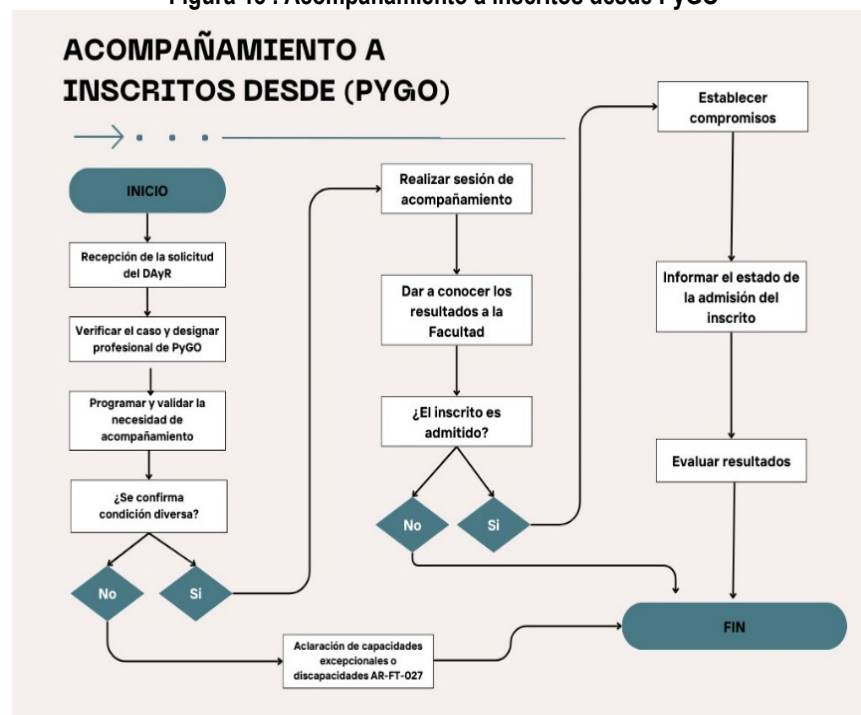 ACOMPAÑAMIENTO A
INSCRITOS DESDE (PYGO)
INICIO
Recepción de la solicitud
del DAyR
Verificar el caso y designar
profesional de PyGO
Programar y validar la
necesidad de
acompañamiento
¿Se confirma
condición diversa?
No
Si
Aclaración de capacidades
excepcionales o
discapacidades AR-FT-027
Realizar sesión de
acompañamiento
Dar a conocer los
resultados a la
Facultad
¿El inscrito es
admitido?
No
Si
Establecer
compromisos
Informar el estado de
la admisión del
inscrito
Evaluar resultados
FIN